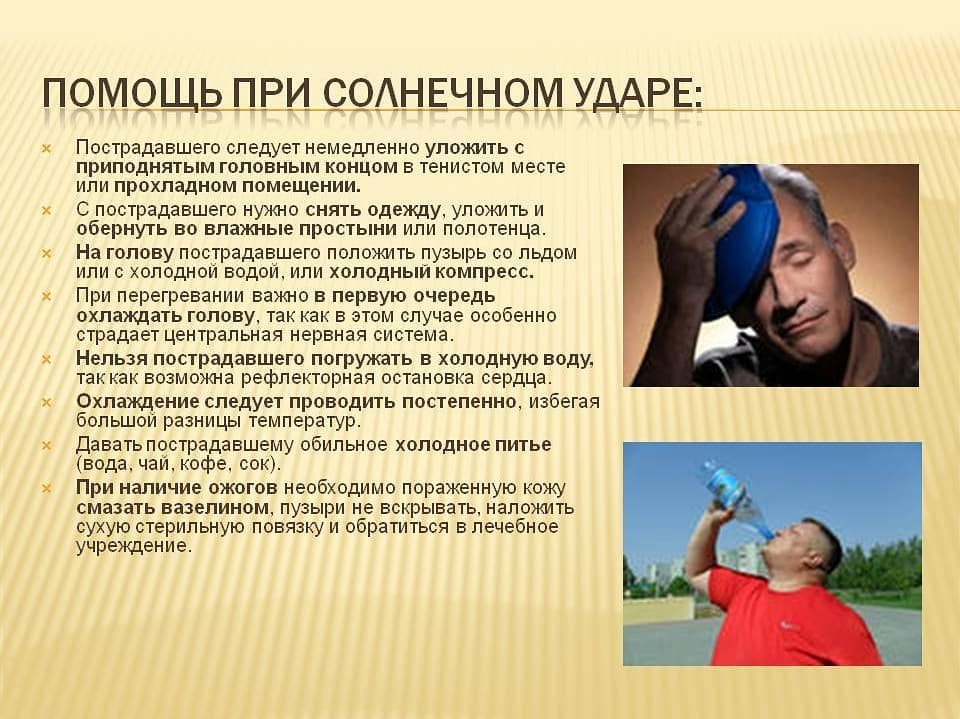 ПОМОЩЬ ПРИ СОЛНЕЧНОМ УДАРЕ:
Пострадавшего следует немедленно уложить с
приподнятым головным концом в тенистом месте
или прохладном помещении.
С пострадавшего нужно снять одежду, уложить и
обернуть во влажные простыни или полотенца.
На голову пострадавшего положить пузырь со льдом
или с холодной водой, или холодный компресс.
При перегревании важно в первую очередь
охлаждать голову, так как в этом случае особенно
страдает центральная нервная система.
Нельзя пострадавшего погружать в холодную воду,
так как возможна рефлекторная остановка сердца.
Охлаждение следует проводить постепенно, избегая
большой разницы температур.
Давать пострадавшему обильное холодное питье
(вода, чай, кофе, сок).
При наличие ожогов необходимо пораженную кожу
смазать вазелином, пузыри не вскрывать, наложить
сухую стерильную повязку и обратиться в лечебное
учреждение.